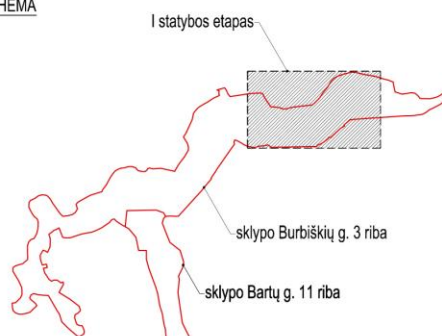 HEMA
I statybos etapas
sklypo Burbiškių g. 3 riba
sklypo Bartų g. 11 riba